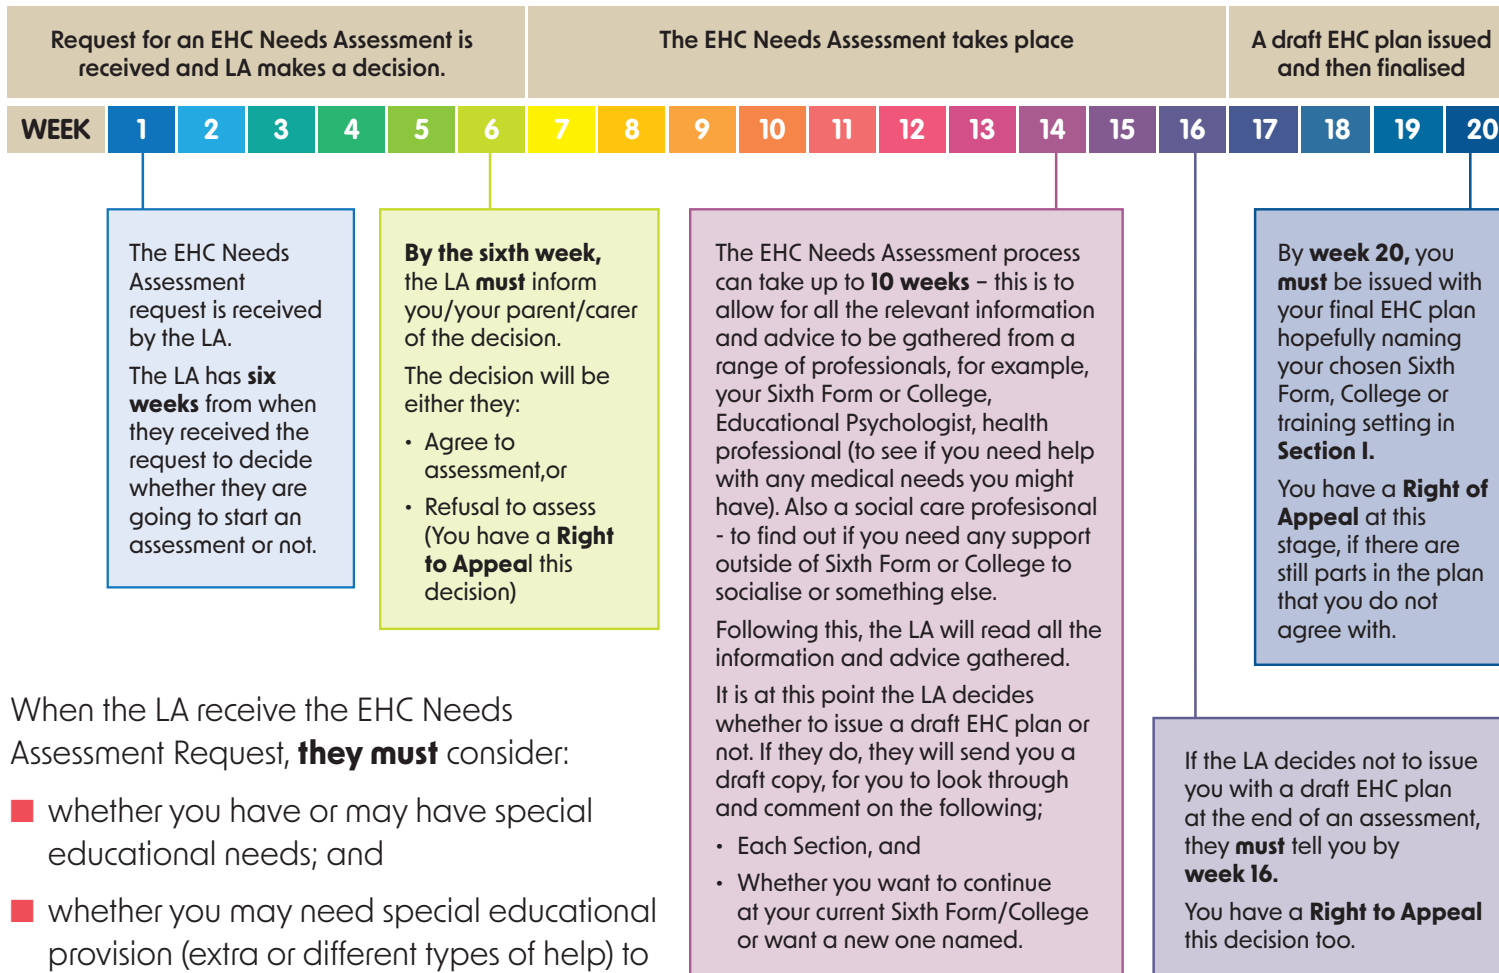 Request for an EHC Needs Assessment is
received and LA makes a decision.
The EHC Needs Assessment takes place
A draft EHC plan issued
and then finalised
WEEK 1 2 3 4 5 6 7 8 9 10 11 12 13 14 15 16 17 18 19 20
The EHC Needs
Assessment
request is received
by the LA.
The LA has six
weeks from when
they received the
request to decide
whether they are
going to start an
assessment or not.
By the sixth week,
the LA must inform
you/your parent/carer
of the decision.
The decision will be
either they:
• Agree to
assessment,or
• Refusal to assess
(You have a Right
to Appeal this
decision)
The EHC Needs Assessment process
can take up to 10 weeks – this is to
allow for all the relevant information
and advice to be gathered from a
range of professionals, for example,
your Sixth Form or College,
Educational Psychologist, health
professional (to see if you need help
with any medical needs you might
have). Also a social care profesisonal
- to find out if you need any support
outside of Sixth Form or College to
socialise or something else.
Following this, the LA will read all the
information and advice gathered.
It is at this point the LA decides
whether to issue a draft EHC plan or
not. If they do, they will send you a
draft copy, for you to look through
and comment on the following;
• Each Section, and
• Whether you want to continue
at your current Sixth Form/College
or want a new one named.
By week 20, you
must be issued with
your final EHC plan
hopefully naming
your chosen Sixth
Form, College or
training setting in
Section I.
You have a Right of
Appeal at this
stage, if there are
still parts in the plan
that you do not
agree with.
If the LA decides not to issue
you with a draft EHC plan
at the end of an assessment,
they must tell you by
week 16.
You have a Right to Appeal
this decision too.
When the LA receive the EHC Needs
Assessment Request, they must consider:
■ whether you have or may have special
educational needs; and
■ whether you may need special educational
provision (extra or different types of help) to